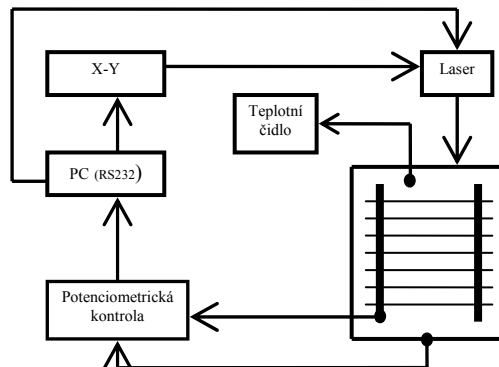 X-Y
Laser
Teplotní
čidlo
PC (RS232)
Potenciometrická
kontrola